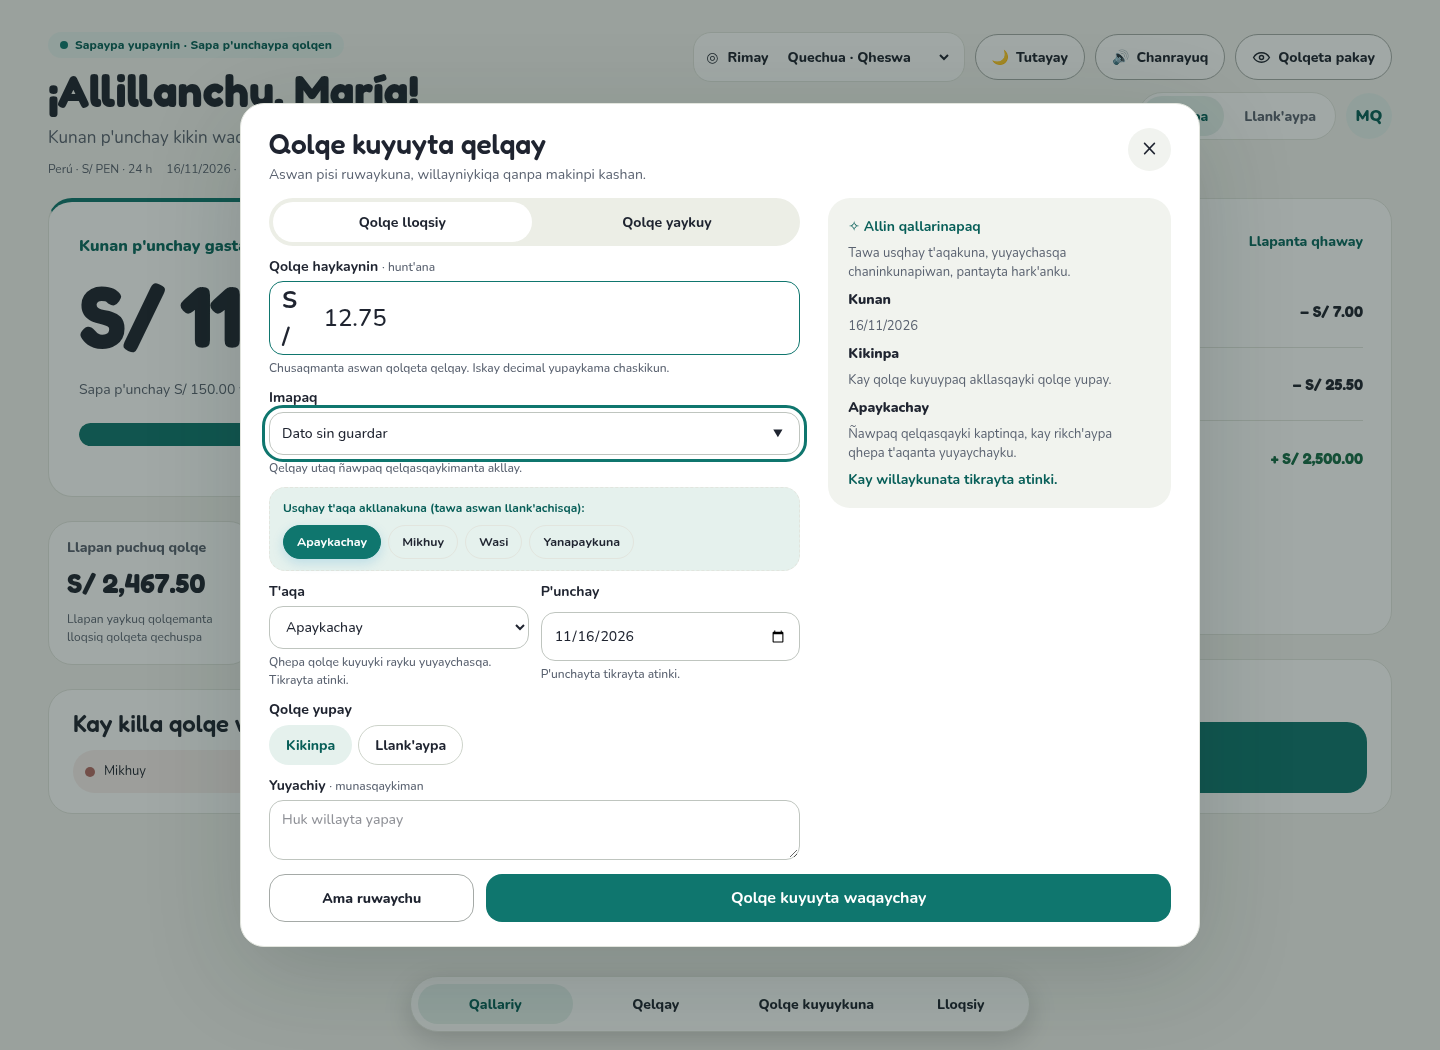 Sapaypa yupaynin · Sapa p'unchaypa qolqen
◎ Rimay Quechua · Qheswa
🌙 Tutayay
🔊 Chanrayuq
Qolqeta pakay
¡Allillanchu, María!
Llank'aypa
MQ
Kunan p'unchay kikin
Perú · S/ PEN · 24 h 16/11/2026 ·
Qolqe kuyuyta qelqay
Aswan pisi ruwaykuna, willayniykiqa qanpa makinpi kashan.
Qolqe lloqsiy
Qolqe yaykuy
Qolqe haykaynin · hunt'ana
S
/
12.75
Chusaqmanta aswan qolqeta qelqay. Iskay decimal yupaykama chaskikun.
Imapaq
Dato sin guardar
Qelqay utaq ñawpaq qelqasqaykimanta akllay.
Usqhay t'aqa akllanakuna (tawa aswan llank'achisqa):
Apaykachay
Mikhuy
Wasi
Yanapaykuna
T'aqa
Apaykachay
Qhepa qolqe kuyuyki rayku yuyaychasqa.
Tikrayta atinki.
P'unchay
11/16/2026
P'unchayta tikrayta atinki.
Qolqe yupay
Kikinpa
Llank'aypa
Yuyachiy · munasqaykiman
Huk willayta yapay
✧ Allin qallarinapaq
Tawa usqhay t'aqakuna, yuyaychasqa
chaninkunapiwan, pantayta hark'anku.
Kunan
16/11/2026
Kikinpa
Kay qolqe kuyuypaq akllasqayki qolqe yupay.
Apaykachay
Ñawpaq qelqasqayki kaptinqa, kay rikch'aypa
qhepa t'aqanta yuyaychayku.
Kay willaykunata tikrayta atinki.
Ama ruwaychu
Qolqe kuyuyta waqaychay
Kunan p'unchay
S/ 11
Sapa p'unchay S/ 150.00
Llapanta qhaway
– S/ 7.00
– S/ 25.50
+ S/ 2,500.00
Llapan puchuq qolqe
S/ 2,467.50
Llapan yaykuq qolqemanta
lloqsiq qolqeta qechuspa
Kay killa qolqe
Mikhuy
Qallariy
Qelqay
Qolqe kuyuykuna
Lloqsiy